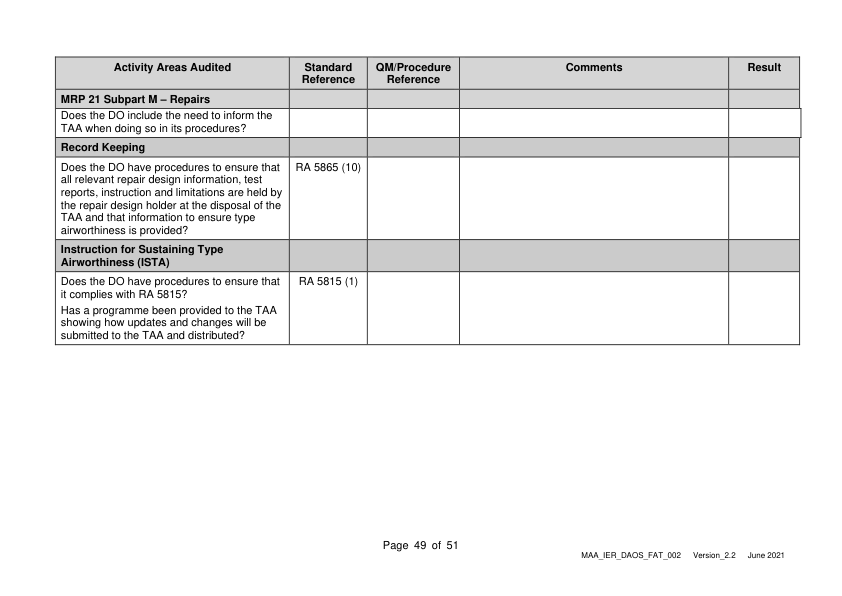 Activity Areas Audited
Standard
Reference
QM/Procedure
Reference
Comments
Result
MRP 21 Subpart M – Repairs
Does the DO include the need to inform the
TAA when doing so in its procedures?
Record Keeping
Does the DO have procedures to ensure that
all relevant repair design information, test
reports, instruction and limitations are held by
the repair design holder at the disposal of the
TAA and that information to ensure type
airworthiness is provided?
RA 5865 (10)
Instruction for Sustaining Type
Airworthiness (ISTA)
Does the DO have procedures to ensure that
it complies with RA 5815?
RA 5815 (1)
Has a programme been provided to the TAA
showing how updates and changes will be
submitted to the TAA and distributed?
Page 49 of 51
MAA_IER_DAOS_FAT_002 Version_2.2 June 2021